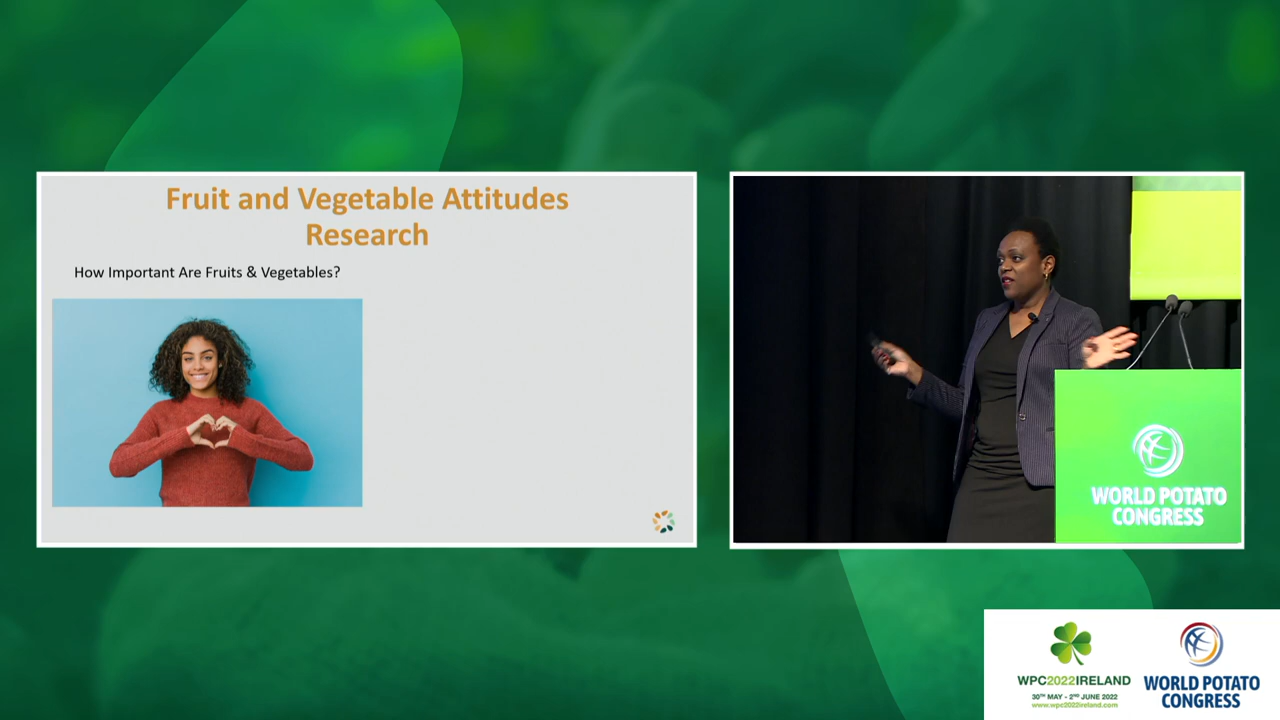 Fruit and Vegetable Attitudes
Research
How Important Are Fruits & Vegetables?
WORLD POTATO
CONGRESS
WPC2022IRELAND
30TH MAY - 2ND JUNE 2022
www.wpc2022ireland.com
WORLD POTATO
CONGRESS